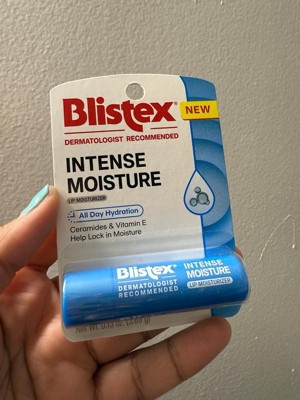 Blistex®
NEW
DERMATOLOGIST RECOMMENDED
INTENSE
MOISTURE
LIP MOISTURIZER
All Day Hydration
Ceramides & Vitamin E
Help Lock in Moisture
Blistex
DERMATOLOGIST
RECOMMENDED
INTENSE
MOISTURE
LIP MOISTURIZER